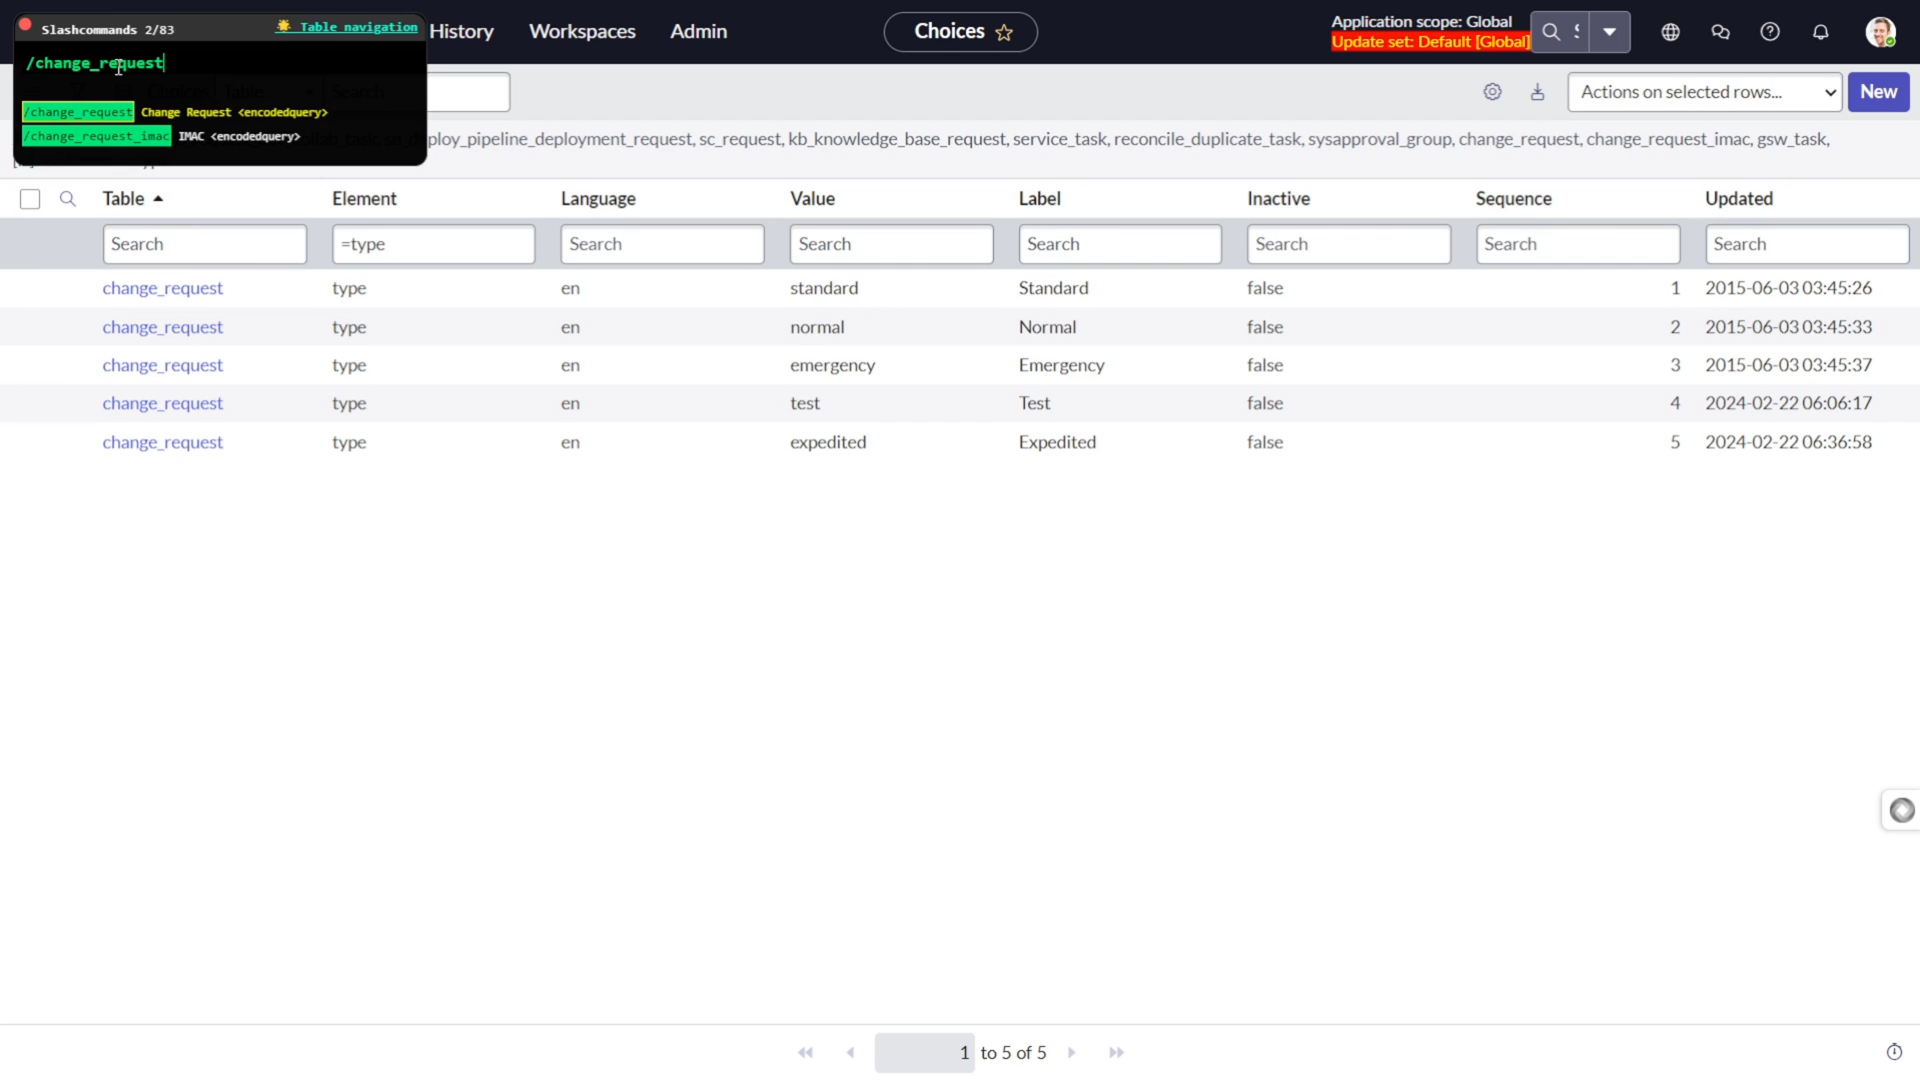 Slashcommands 2/83
Table navigation
History
Workspaces
Admin
Choices
Application scope: Global
Update set: Default [Global]
/change_request
Actions on selected rows...
New
/change_request Change Request <encodedquery>
/change_request_imac IMAC <encodedquery>
deploy_pipeline_deployment_request, sc_request, kb_knowledge_base_request, service_task, reconcile_duplicate_task, sysapproval_group, change_request, change_request_imac, gsw_task,
Table Element Language Value Label Inactive Sequence Updated
Search =type Search Search Search Search Search Search
change_request type en standard Standard false 1 2015-06-03 03:45:26
change_request type en normal Normal false 2 2015-06-03 03:45:33
change_request type en emergency Emergency false 3 2015-06-03 03:45:37
change_request type en test Test false 4 2024-02-22 06:06:17
change_request type en expedited Expedited false 5 2024-02-22 06:36:58
1 to 5 of 5